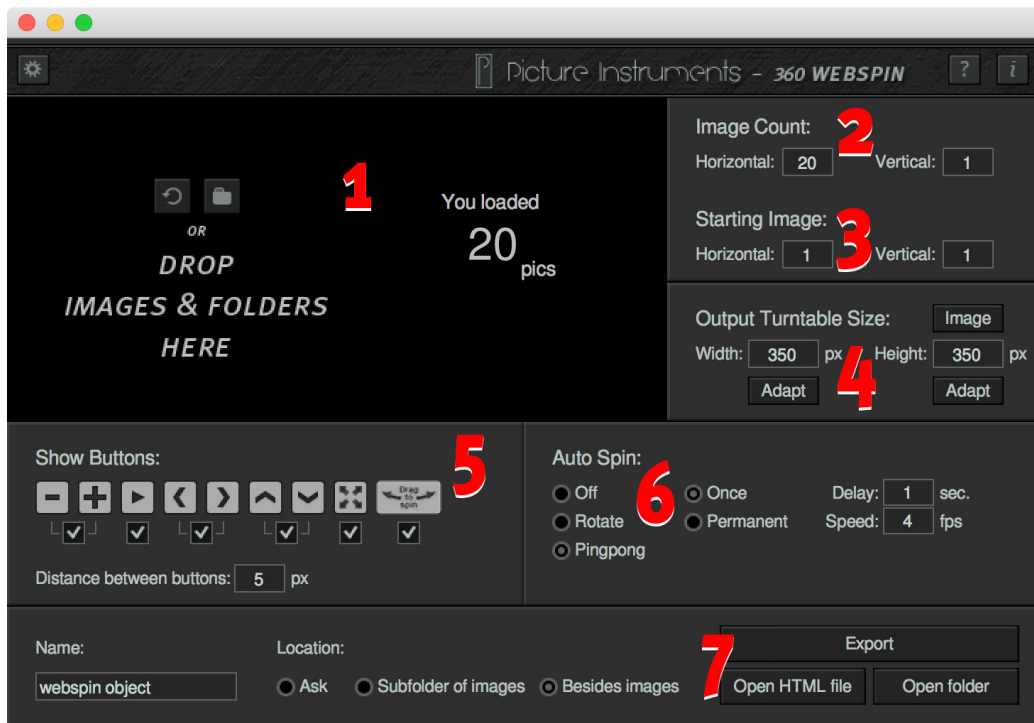 Picture Instruments - 360 WEBSPIN ? i
1
OR
DROP
IMAGES & FOLDERS
HERE
You loaded
20
pics
Image Count: 2
Horizontal: 20 Vertical: 1
Starting Image: 3
Horizontal: 1 Vertical: 1
Output Turntable Size: Image
Width: 350 px Height: 350 px
4
Adapt Adapt
Show Buttons: 5
Drag
to
spin
Distance between buttons: 5 px
Auto Spin: 6
Off Once Delay: 1 sec.
Rotate Permanent Speed: 4 fps
Pingpong
Name: Location: 7 Export
webspin object Ask Subfolder of images Besides images Open HTML file Open folder